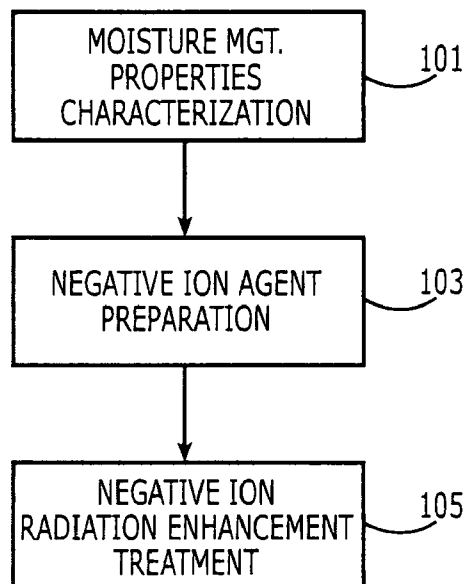 MOISTURE MGT.
PROPERTIES
CHARACTERIZATION
101
NEGATIVE ION AGENT
PREPARATION
103
NEGATIVE ION
RADIATION ENHANCEMENT
TREATMENT
105